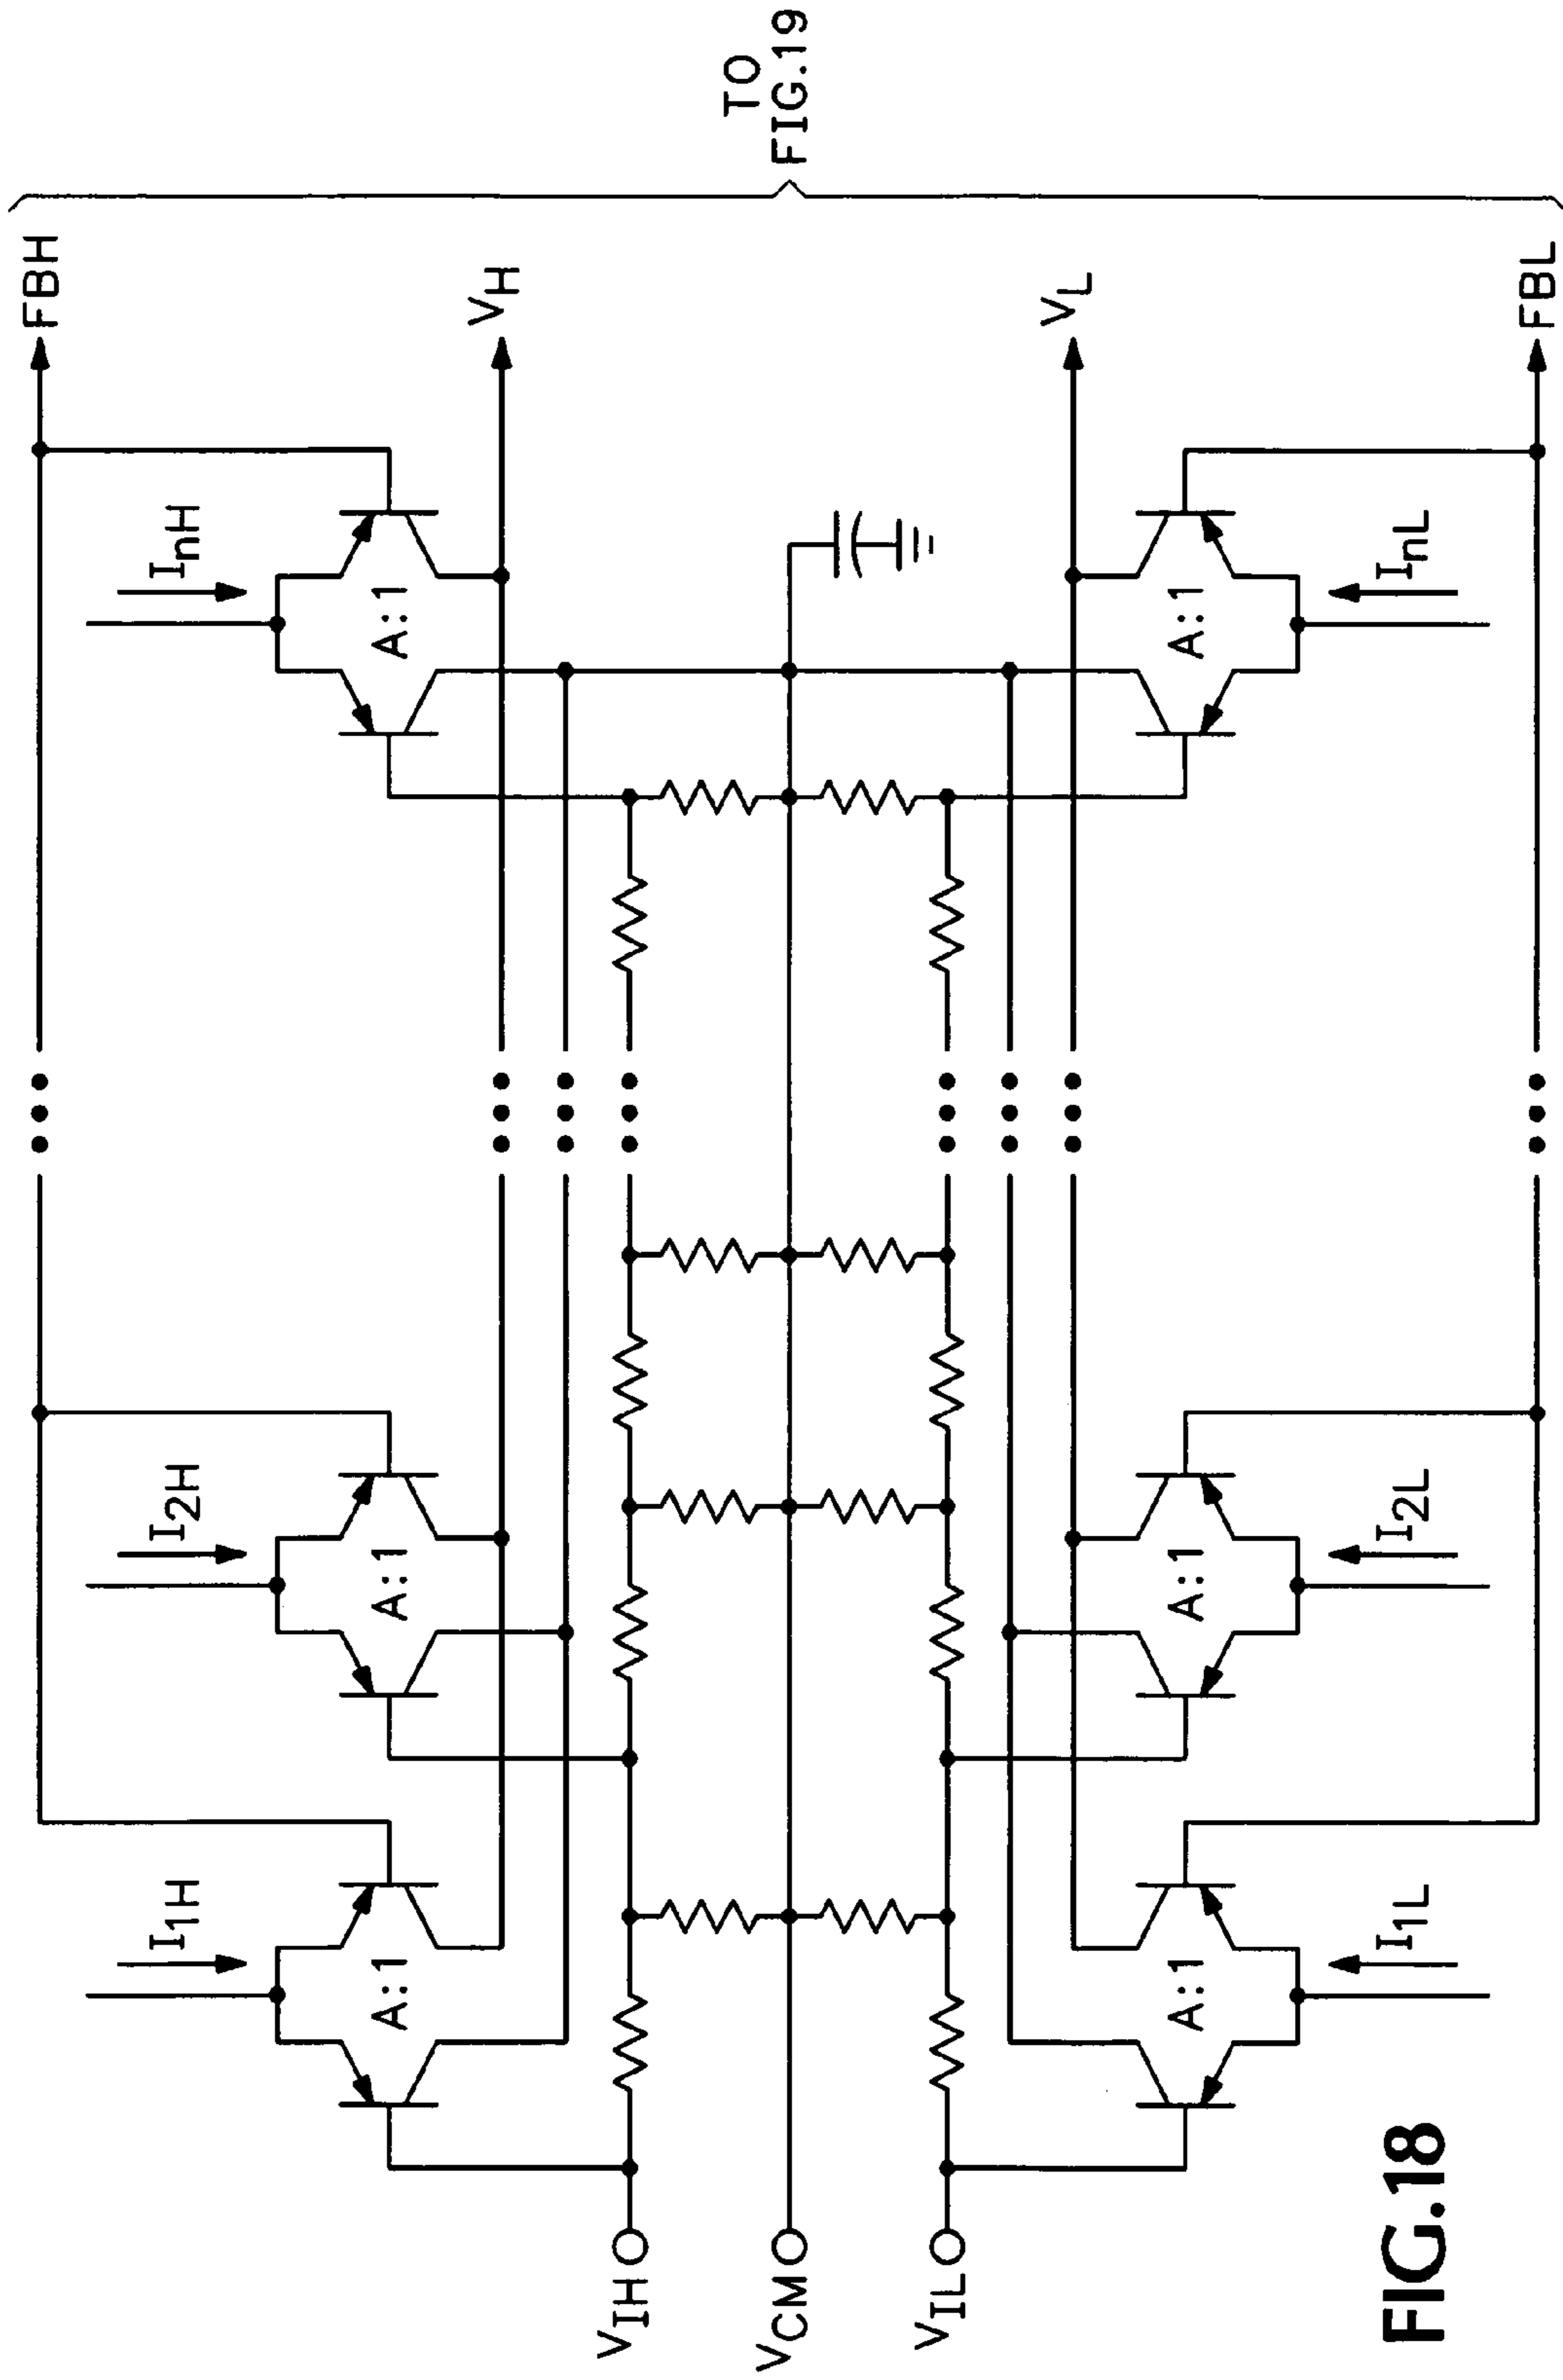 FBH
TO
FIG.19
I1H
I2H
InH
A:1
A:1
A:1
VH
VIH
VCM
VIL
VL
A:1
A:1
A:1
I1L
I2L
InL
FBL
FIG.18